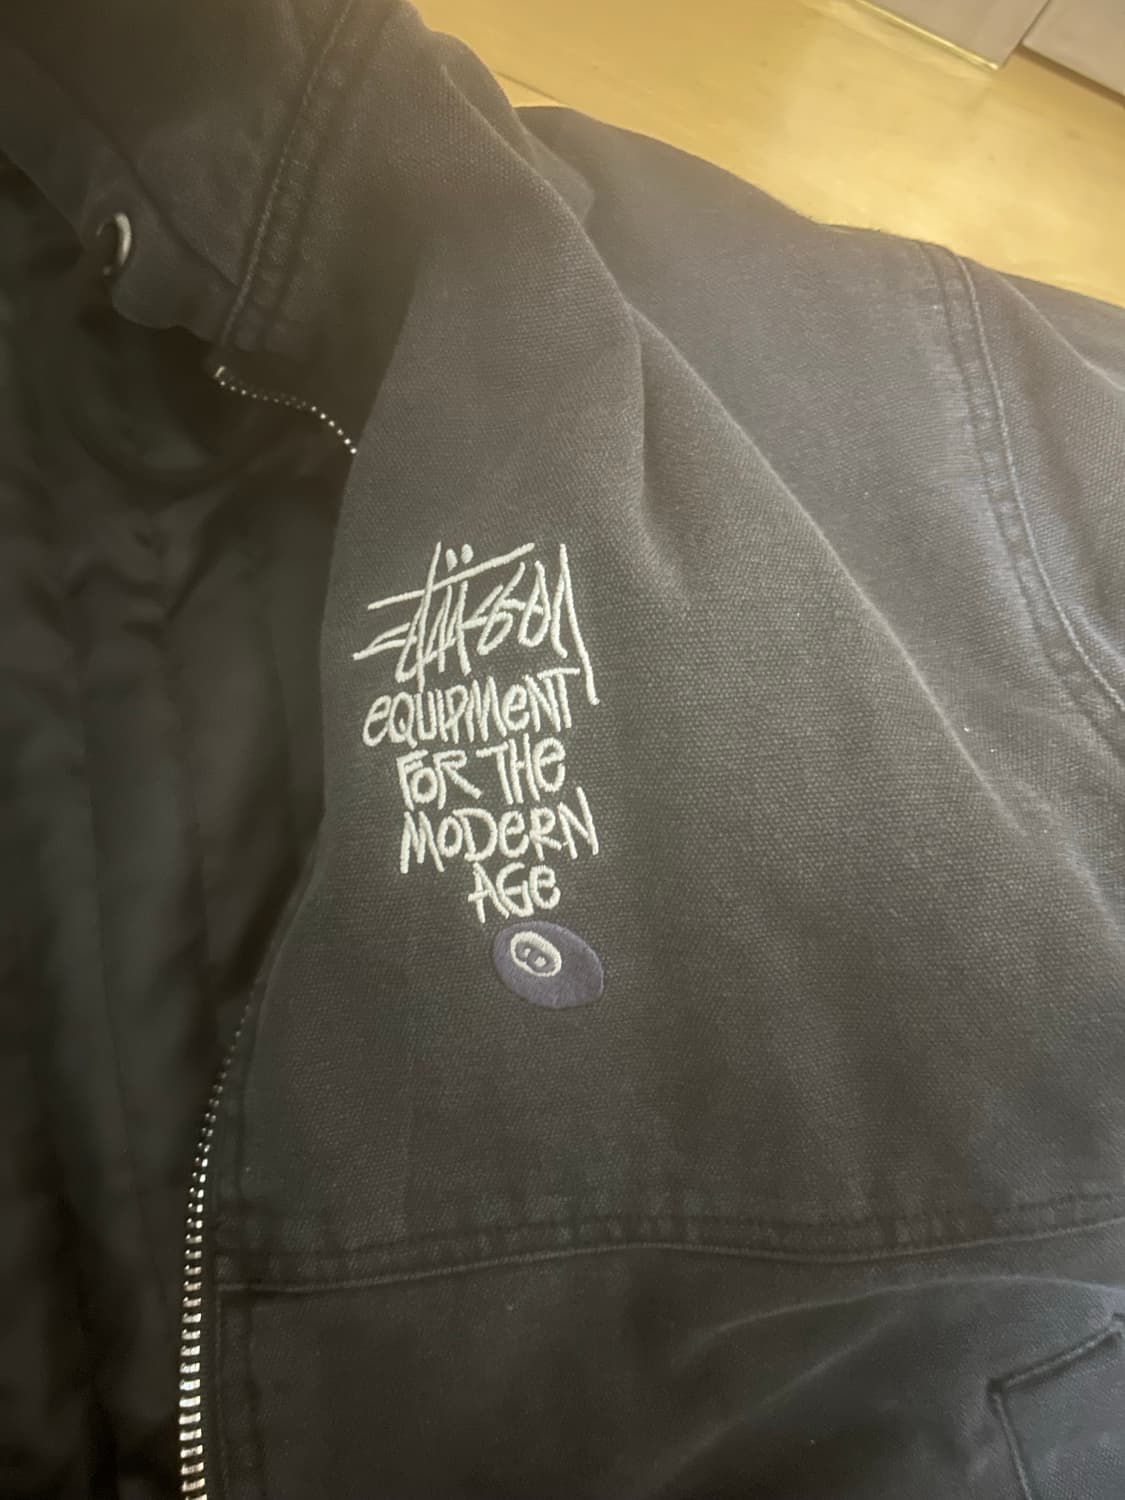 Stüssy
EQUIPMENT
FOR THE
MODERN
AGE
8